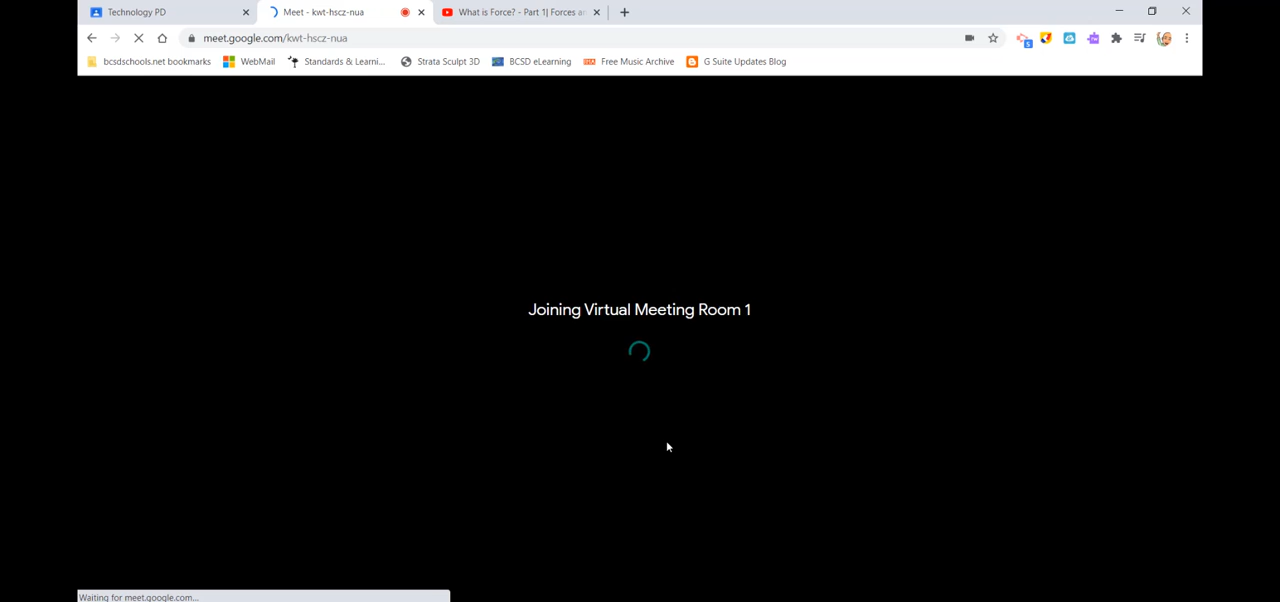 Technology PD
Meet - kwt-hscz-nua
What is Force? - Part 1| Forces an
meet.google.com/kwt-hscz-nua
5
bcsdschools.net bookmarks
WebMail
Standards & Learni...
Strata Sculpt 3D
BCSD eLearning
Free Music Archive
G Suite Updates Blog
Joining Virtual Meeting Room 1
Waiting for meet.google.com...